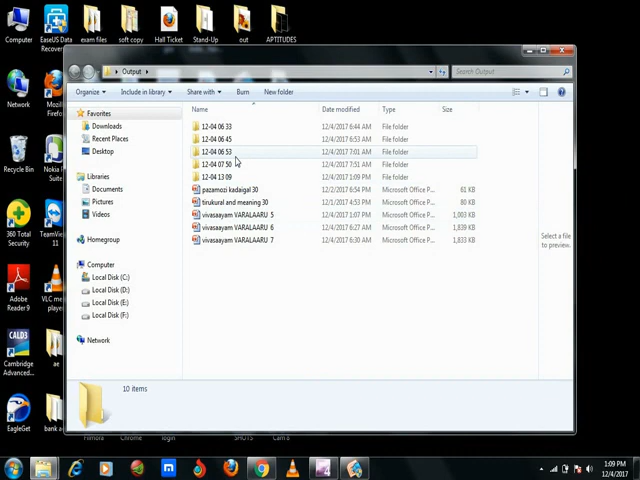 Computer
EaseUS Data Recove...
exam files
soft copy
Hall Ticket
Stand-Up
out
APTITUDES
Output
Search Output
Organize
Include in library
Share with
Burn
New folder
Name
Date modified
Type
Size
Favorites
Downloads
Recent Places
Desktop
Libraries
Documents
Pictures
Videos
Homegroup
Computer
Local Disk (C:)
Local Disk (D:)
Local Disk (E:)
Local Disk (F:)
Network
12-04 06 33 12/4/2017 6:44 AM File folder
12-04 06 45 12/4/2017 6:53 AM File folder
12-04 06 53 12/4/2017 7:01 AM File folder
12-04 07 50 12/4/2017 7:51 AM File folder
12-04 13 09 12/4/2017 1:09 PM File folder
pazamozi kadaigal 30 12/2/2017 6:54 PM Microsoft Office P... 61 KB
tirukural and meaning 30 12/1/2017 4:53 PM Microsoft Office P... 80 KB
vivasaayam VARALAARU 5 12/4/2017 1:07 PM Microsoft Office P... 1,003 KB
vivasaayam VARALAARU 6 12/4/2017 6:27 AM Microsoft Office P... 1,839 KB
vivasaayam VARALAARU 7 12/4/2017 6:30 AM Microsoft Office P... 1,833 KB
Select a file to preview.
10 items
Network
Recycle Bin
360 Total Security
Adobe Reader 9
VLC media player
CALD3
Cambridge Advanced...
ae
EagleGet
bank
Filmora
Chrome
login
1:09 PM
12/4/2017